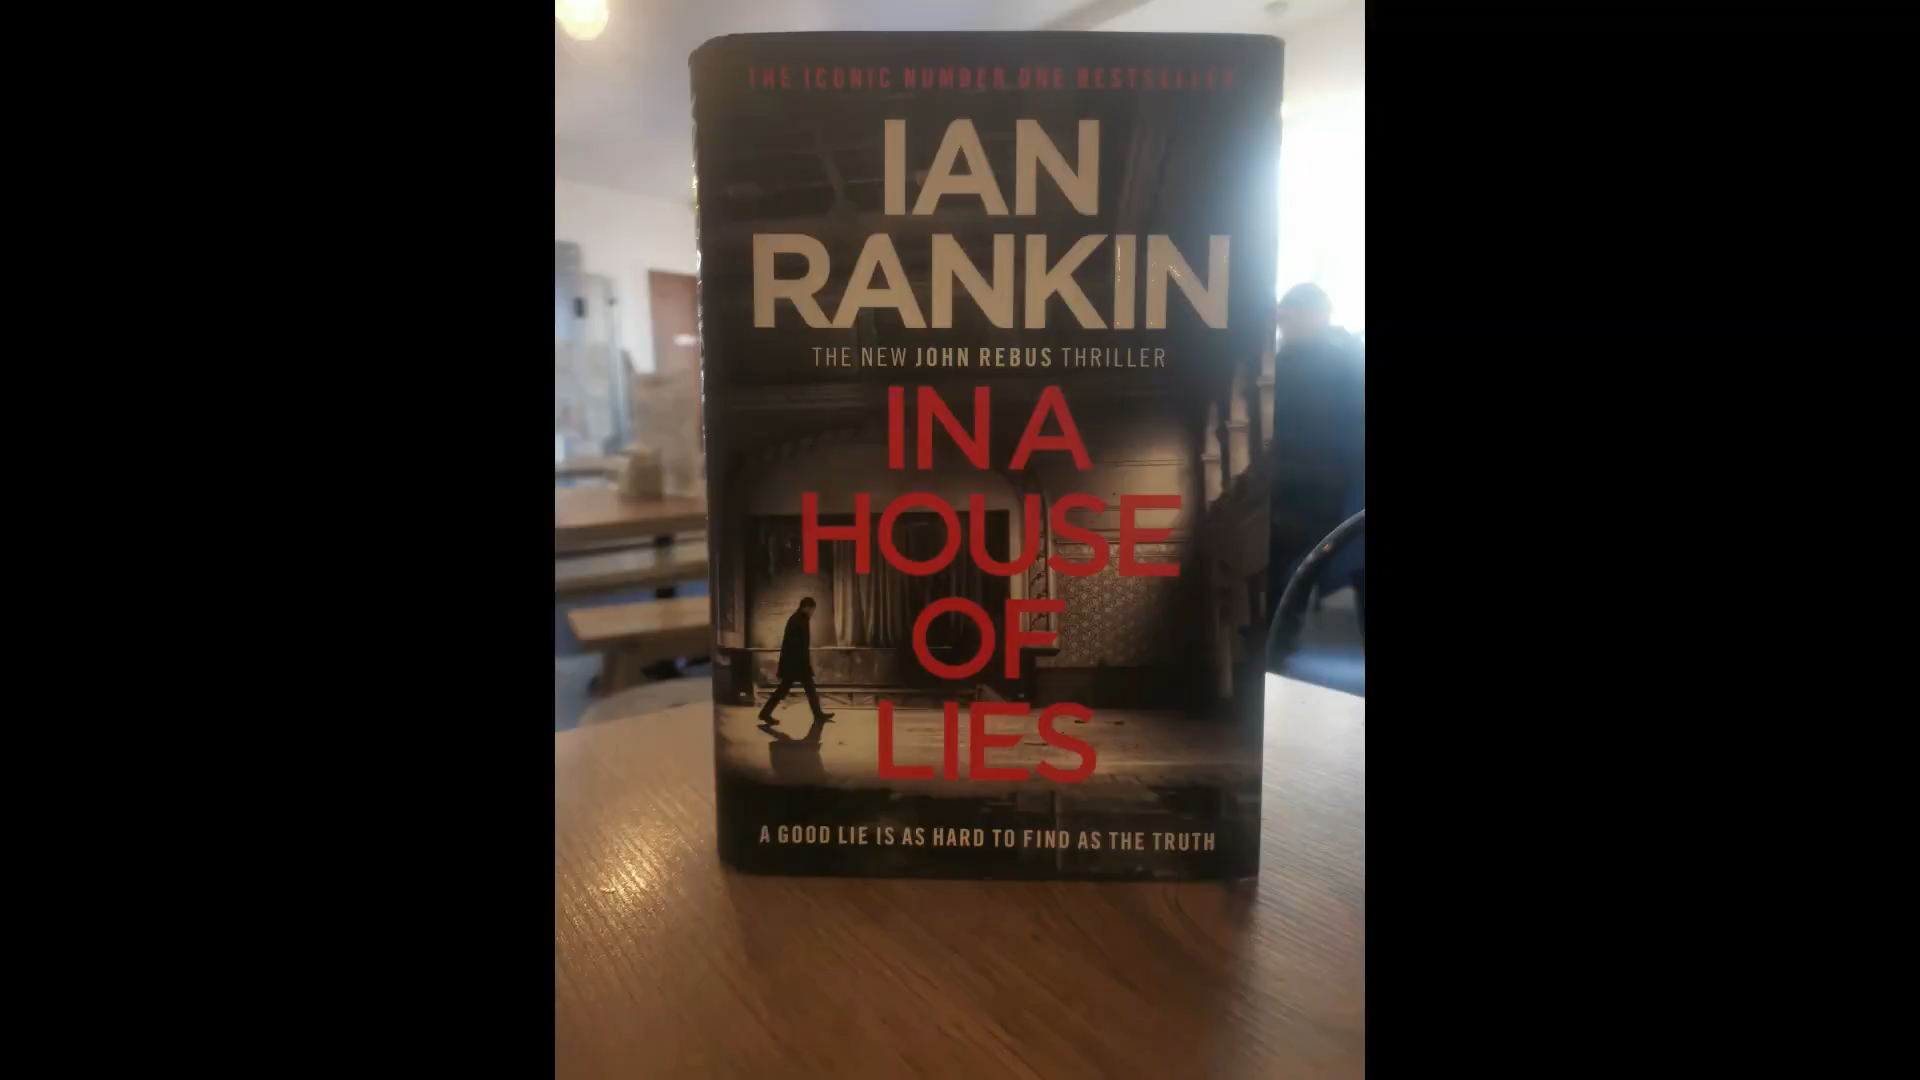 THE ICONIC NUMBER ONE BESTSELLER
IAN
RANKIN
THE NEW JOHN REBUS THRILLER
IN A
HOUSE
OF
LIES
A GOOD LIE IS AS HARD TO FIND AS THE TRUTH